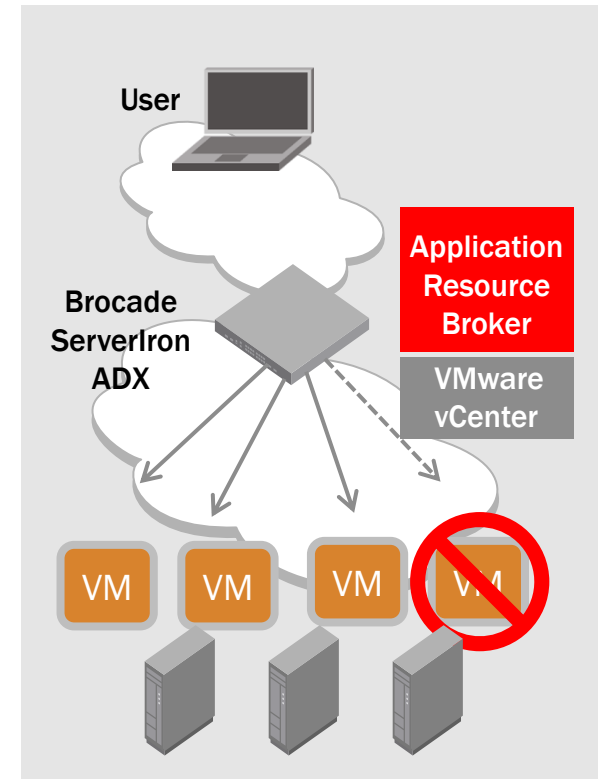 User
Application
Resource
Broker
Brocade
ServerIron
ADX
VMware
vCenter
VM
VM
VM
VM